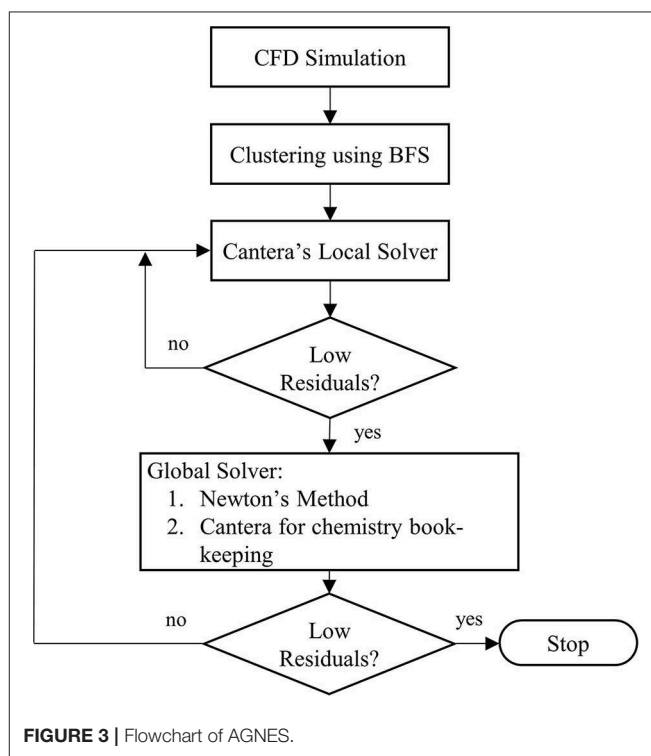 CFD Simulation
Clustering using BFS
Cantera’s Local Solver
no
Low
Residuals?
yes
Global Solver:
1. Newton’s Method
2. Cantera for chemistry book-
keeping
no
Low
Residuals?
yes
Stop
FIGURE 3 | Flowchart of AGNES.